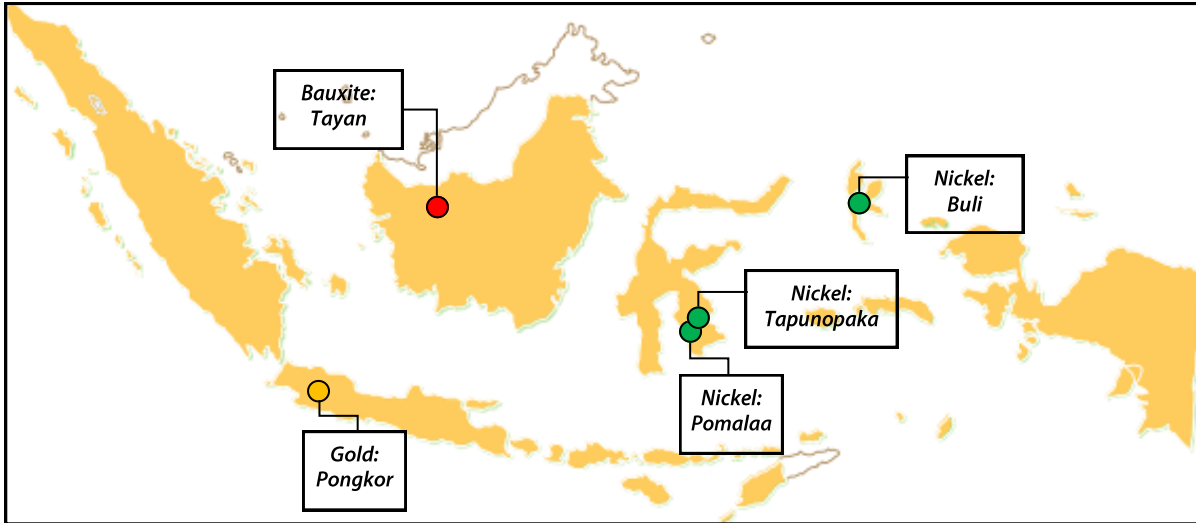 Bauxite:
Tayan
Nickel:
Buli
Nickel:
Tapunopaka
Nickel:
Pomalaa
Gold:
Pongkor